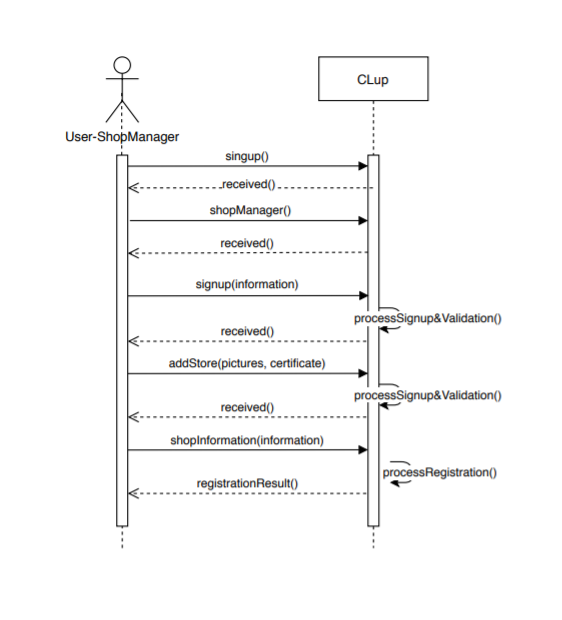 CLup
User-ShopManager
singup()
received()
shopManager()
received()
signup(information)
processSignup&Validation()
received()
addStore(pictures, certificate)
processSignup&Validation()
received()
shopInformation(information)
processRegistration()
registrationResult()